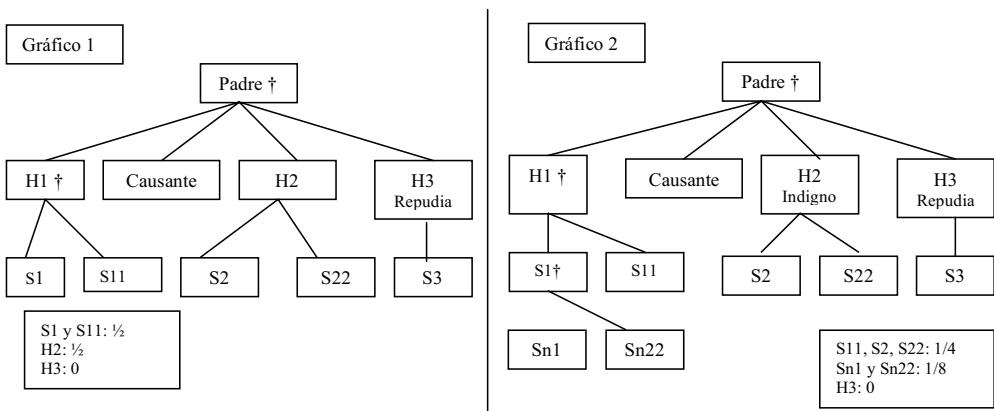 Gráfico 1
Padre †
H1 †
Causante
H2
H3
Repudia
S1
S11
S2
S22
S3
S1 y S11: ½
H2: ½
H3: 0
Gráfico 2
Padre †
H1 †
Causante
H2
Indigno
H3
Repudia
S1†
S11
S2
S22
S3
Sn1
Sn22
S11, S2, S22: 1/4
Sn1 y Sn22: 1/8
H3: 0